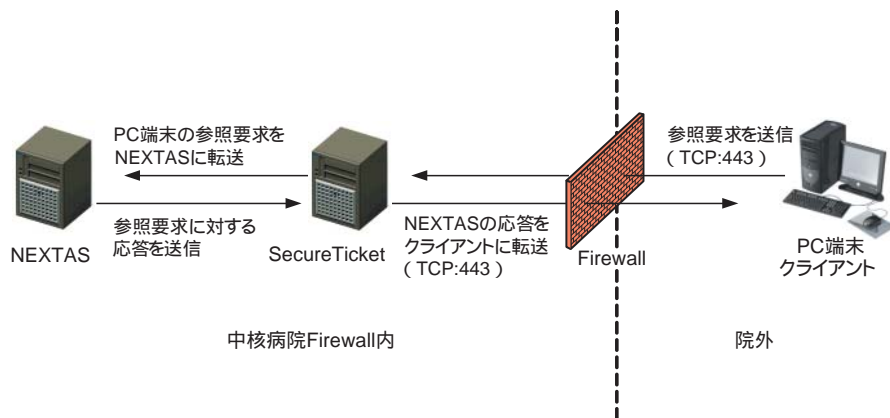 PC端末の参照要求を
NEXTASに転送
参照要求を送信
( TCP:443 )
参照要求に対する
応答を送信
NEXTASの応答を
クライアントに転送
( TCP:443 )
NEXTAS
SecureTicket
Firewall
PC端末
クライアント
中核病院Firewall内
院外